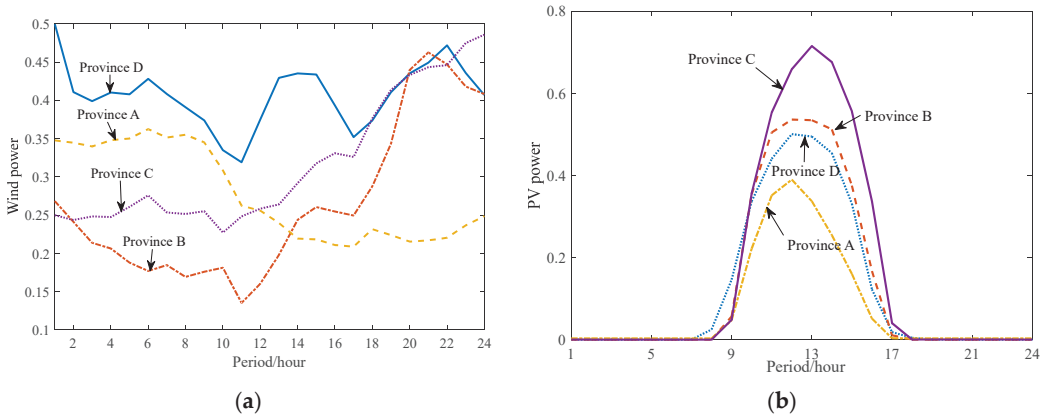 0.5
0.45
0.4
0.35
0.3
0.25
0.2
0.15
0.1
Wind power
Province D
Province A
Province C
Province B
2 4 6 8 10 12 14 16 18 20 22 24
Period/hour
(a)
0.8
0.6
0.4
0.2
0
PV power
Province C
Province B
Province D
Province A
1 5 9 13 17 21 24
Period/hour
(b)